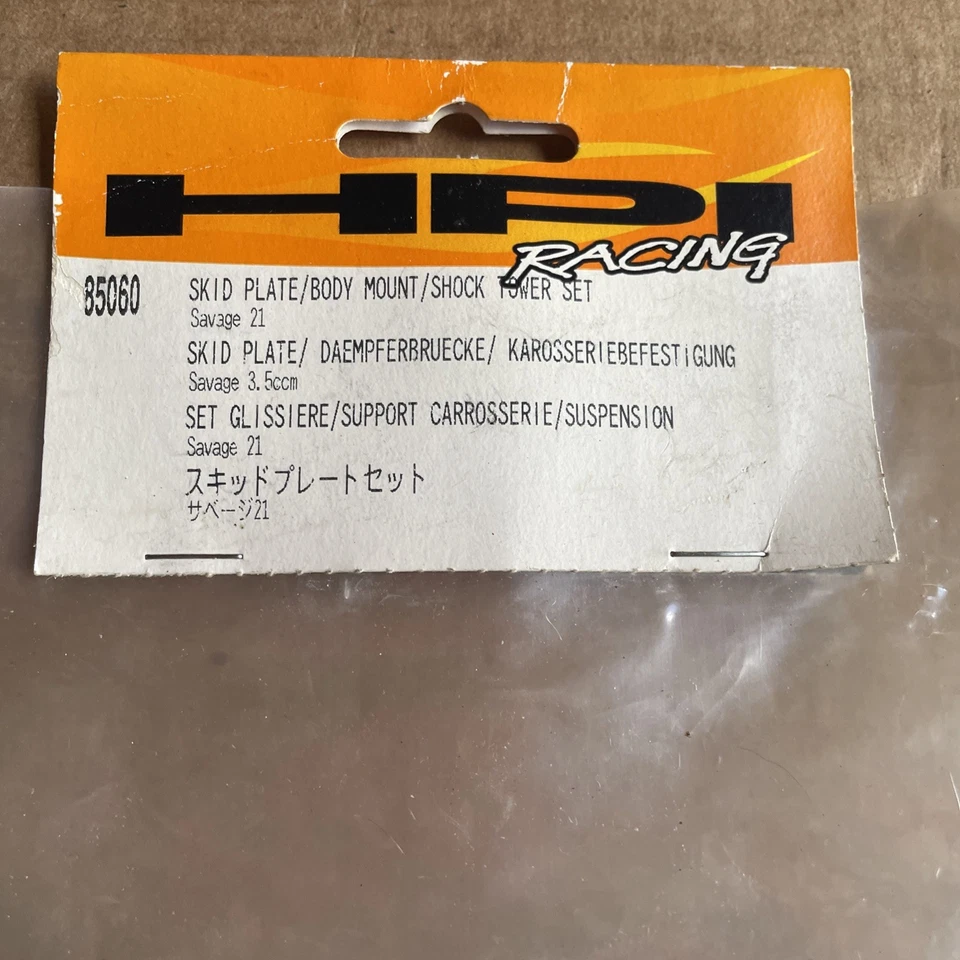 HPI
RACING
85060
SKID PLATE/BODY MOUNT/SHOCK TOWER SET
Savage 21
SKID PLATE/ DAEMPFERBRUECKE/ KAROSSERIEBEFESTIGUNG
Savage 3.5ccm
SET GLISSIERE/SUPPORT CARROSSERIE/SUSPENSION
Savage 21
スキッドプレートセット
サベージ21